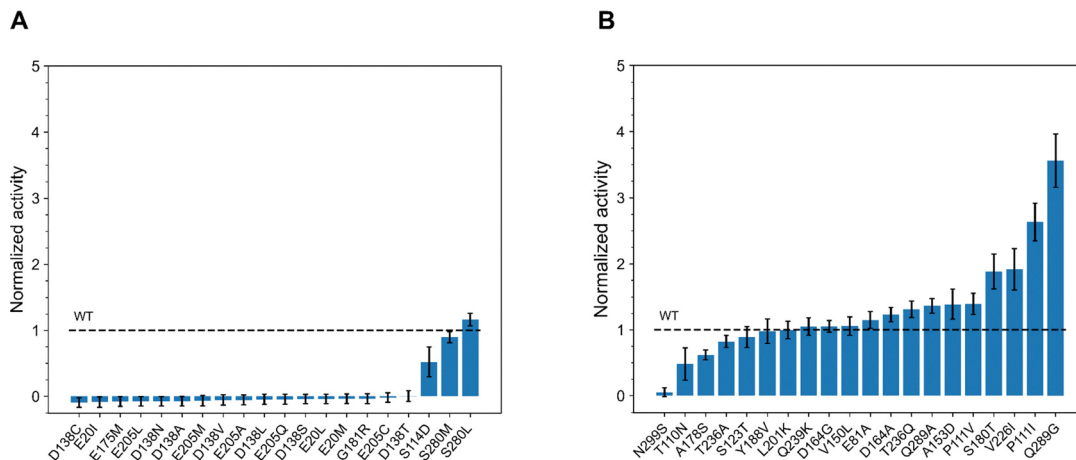 A
B
Normalized activity
5
4
3
2
1
0
WT
D138C
E20I
E175M
E205L
D138N
D138A
E205M
D138V
E205A
D138L
E205Q
D138S
E20L
E20M
G181R
E205C
D138T
S114D
S280M
S280L
Normalized activity
5
4
3
2
1
0
WT
N299S
T110N
A178S
T236A
S123T
Y188V
L201K
Q239K
D164G
V150L
E81A
D164A
T236Q
Q289A
A153D
P111V
S180T
V226I
P111I
Q289G